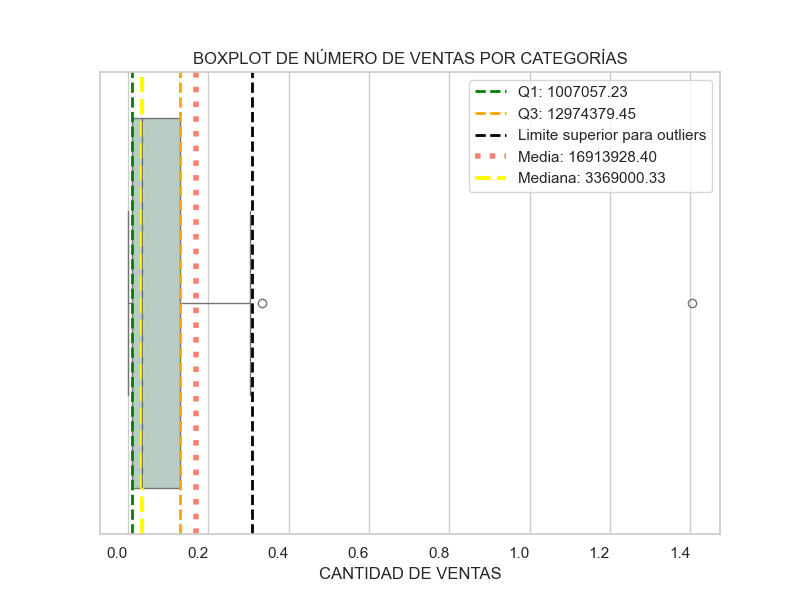 BOXPLOT DE NÚMERO DE VENTAS POR CATEGORÍAS
Q1: 1007057.23
Q3: 12974379.45
Limite superior para outliers
Media: 16913928.40
Mediana: 3369000.33
0.0 0.2 0.4 0.6 0.8 1.0 1.2 1.4
CANTIDAD DE VENTAS